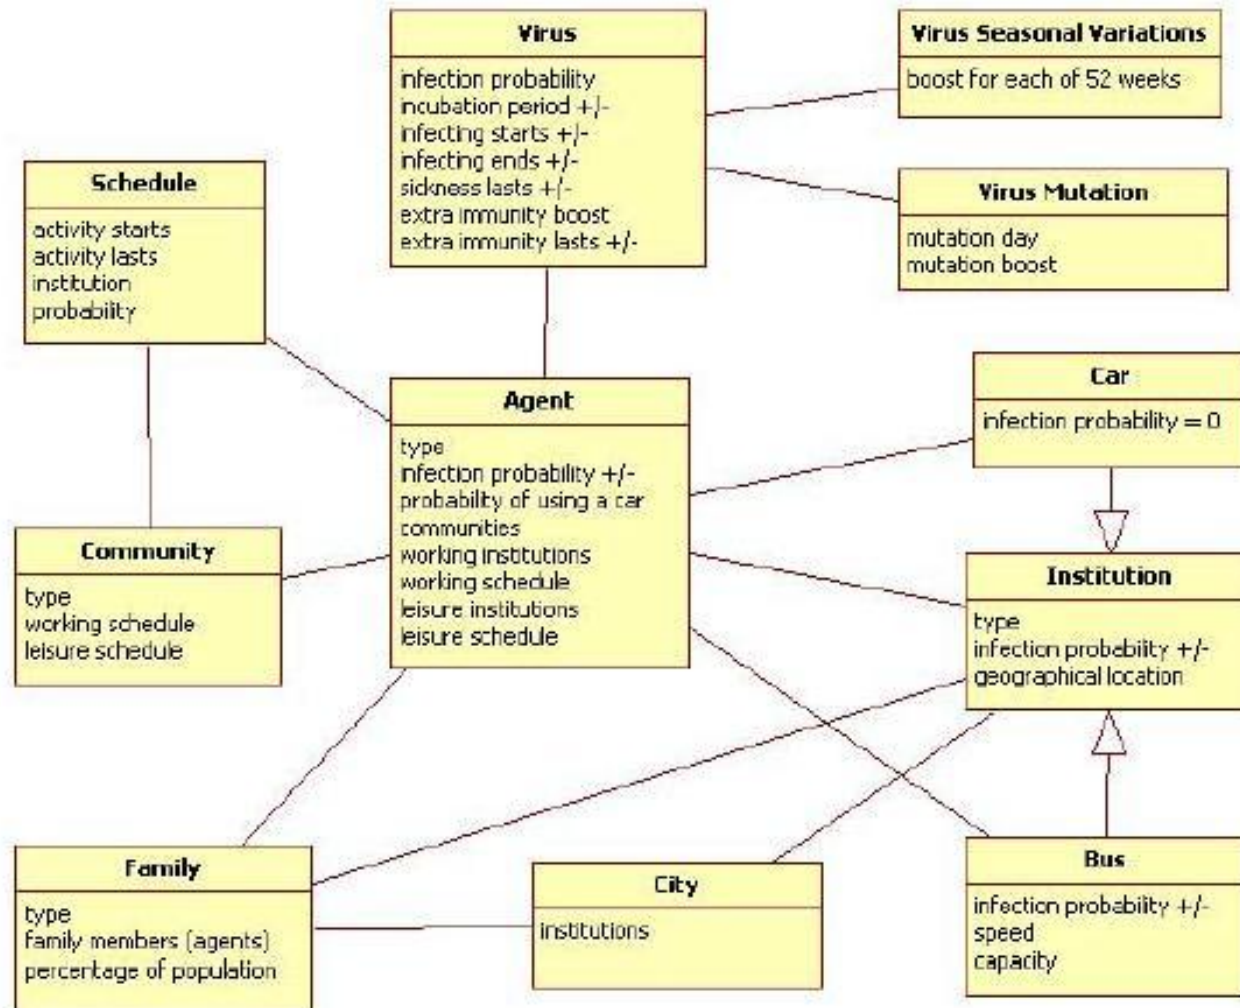 Virus
infection probability
incubation period +/-
infecting starts +/-
infecting ends +/-
sickness lasts +/-
extra immunity boost
extra immunity lasts +/-
Virus Seasonal Variations
boost for each of 52 weeks
Virus Mutation
mutation day
mutation boost
Schedule
activity starts
activity lasts
institution
probability
Agent
type
infection probability +/-
probability of using a car
communities
working institutions
working schedule
leisure institutions
leisure schedule
Car
infection probability = 0
Community
type
working schedule
leisure schedule
Institution
type
infection probability +/-
geographical location
Family
type
family members (agents)
percentage of population
City
institutions
Bus
infection probability +/-
speed
capacity